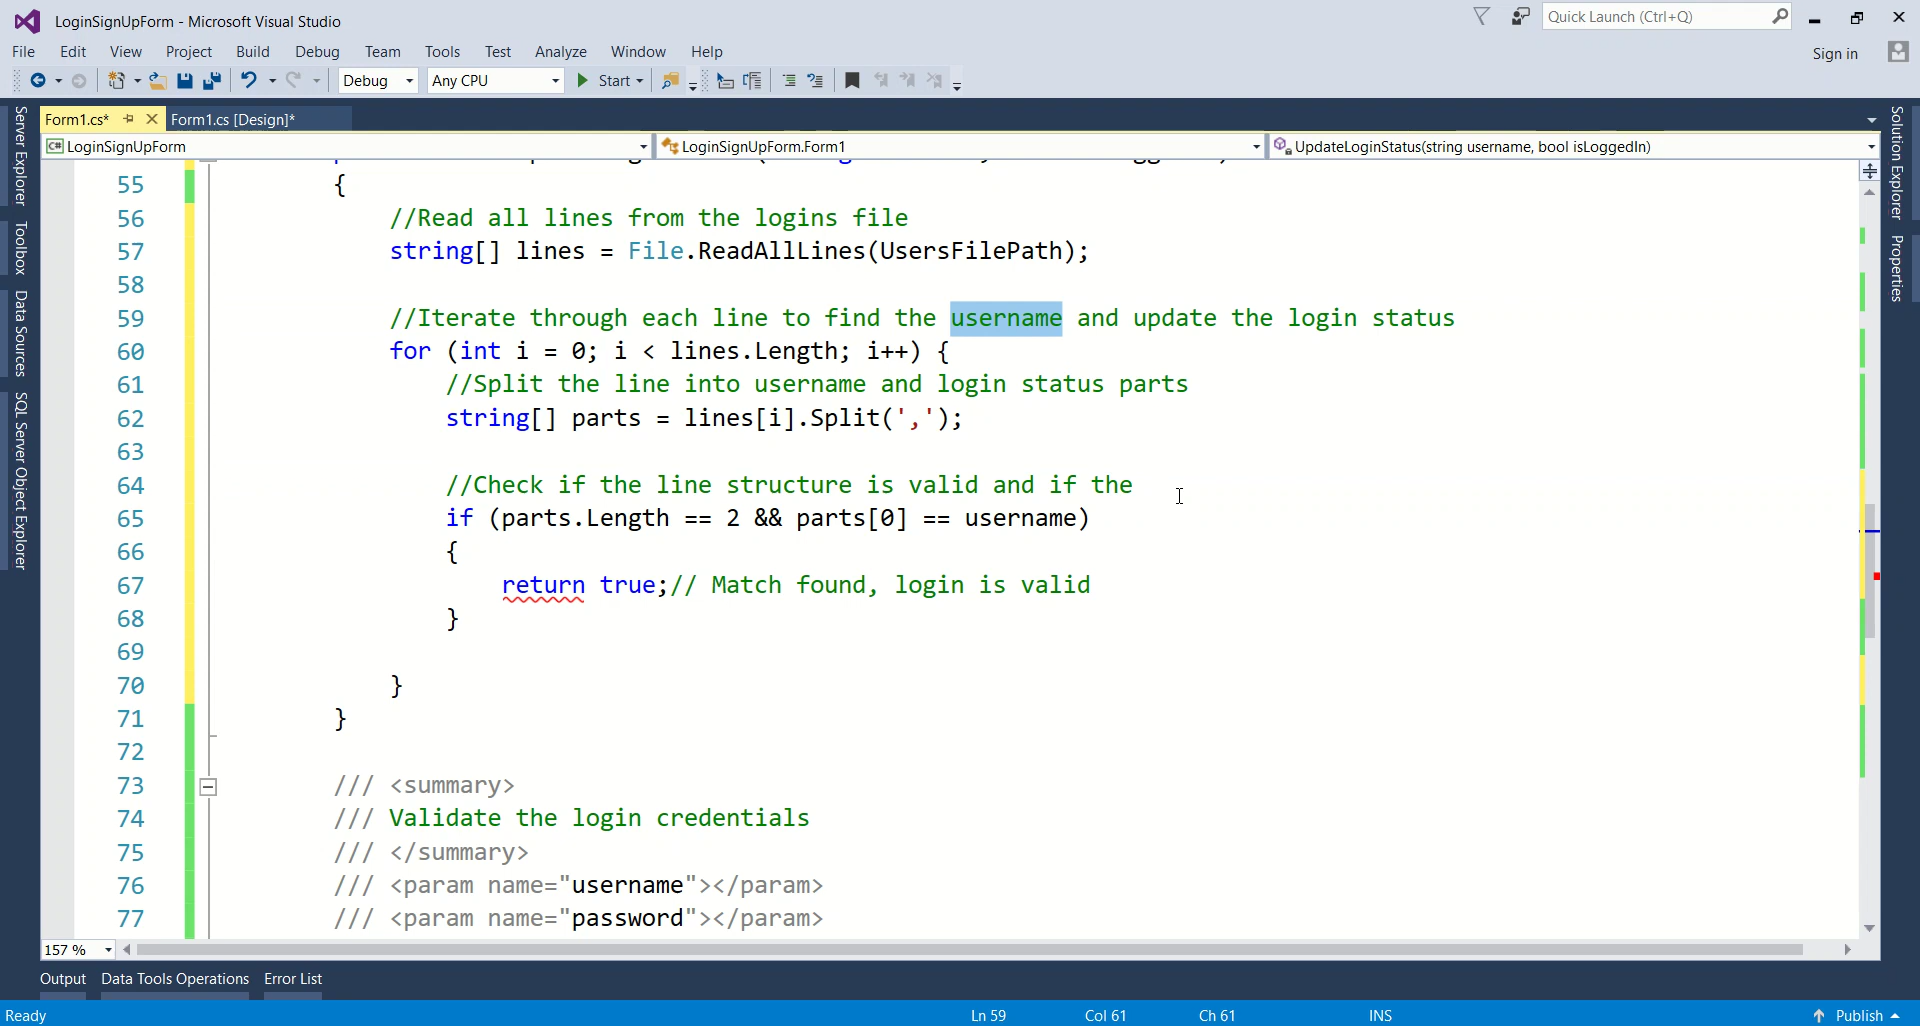 LoginSignUpForm - Microsoft Visual Studio
Quick Launch (Ctrl+Q)
File Edit View Project Build Debug Team Tools Test Analyze Window Help
Sign in
Debug Any CPU Start
Form1.cs* Form1.cs [Design]*
LoginSignUpForm LoginSignUpForm.Form1 UpdateLoginStatus(string username, bool isLoggedIn)
Server Explorer
Toolbox
Data Sources
SQL Server Object Explorer
Solution Explorer
Properties
55 {
56 //Read all lines from the logins file
57 string[] lines = File.ReadAllLines(UsersFilePath);
58
59 //Iterate through each line to find the username and update the login status
60 for (int i = 0; i < lines.Length; i++) {
61 //Split the line into username and login status parts
62 string[] parts = lines[i].Split(',');
63
64 //Check if the line structure is valid and if the
65 if (parts.Length == 2 && parts[0] == username)
66 {
67 return true;// Match found, login is valid
68 }
69
70 }
71 }
72
73 /// <summary>
74 /// Validate the login credentials
75 /// </summary>
76 /// <param name="username"></param>
77 /// <param name="password"></param>
157 %
Output Data Tools Operations Error List
Ready Ln 59 Col 61 Ch 61 INS Publish